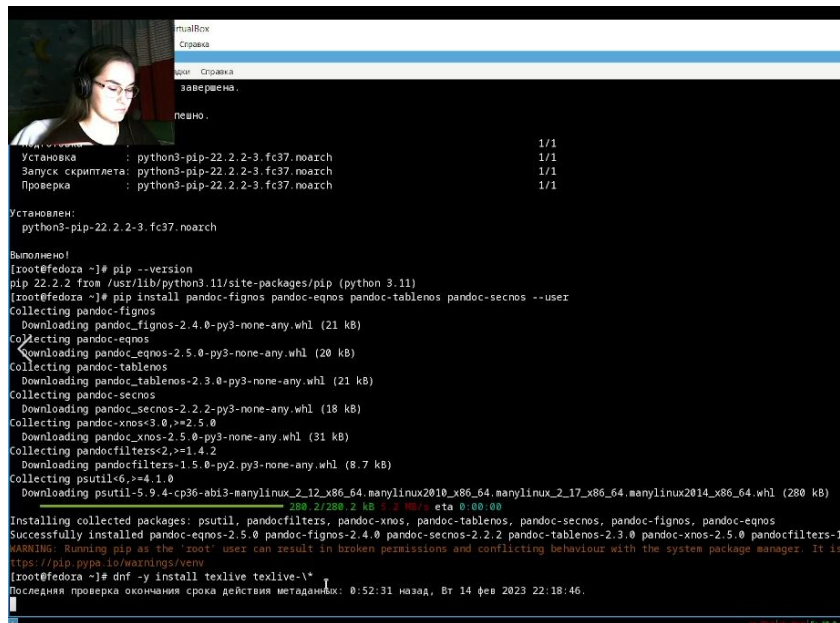 rtualBox
Справка
дки Справка
завершена.
пешно.
Подготовка : 1/1
Установка : python3-pip-22.2.2-3.fc37.noarch 1/1
Запуск скриптлета: python3-pip-22.2.2-3.fc37.noarch 1/1
Проверка : python3-pip-22.2.2-3.fc37.noarch 1/1
Установлен:
python3-pip-22.2.2-3.fc37.noarch
Выполнено!
[root@fedora ~]# pip --version
pip 22.2.2 from /usr/lib/python3.11/site-packages/pip (python 3.11)
[root@fedora ~]# pip install pandoc-fignos pandoc-eqnos pandoc-tablenos pandoc-secnos --user
Collecting pandoc-fignos
Downloading pandoc_fignos-2.4.0-py3-none-any.whl (21 kB)
Collecting pandoc-eqnos
Downloading pandoc_eqnos-2.5.0-py3-none-any.whl (20 kB)
Collecting pandoc-tablenos
Downloading pandoc_tablenos-2.3.0-py3-none-any.whl (21 kB)
Collecting pandoc-secnos
Downloading pandoc_secnos-2.2.2-py3-none-any.whl (18 kB)
Collecting pandoc-xnos<3.0,>=2.5.0
Downloading pandoc_xnos-2.5.0-py3-none-any.whl (31 kB)
Collecting pandocfilters<2,>=1.4.2
Downloading pandocfilters-1.5.0-py2.py3-none-any.whl (8.7 kB)
Collecting psutil<6,>=4.1.0
Downloading psutil-5.9.4-cp36-abi3-manylinux_2_12_x86_64.manylinux2010_x86_64.manylinux_2_17_x86_64.manylinux2014_x86_64.whl (280 kB)
280.2/280.2 kB 5.2 MB/s eta 0:00:00
Installing collected packages: psutil, pandocfilters, pandoc-xnos, pandoc-tablenos, pandoc-secnos, pandoc-fignos, pandoc-eqnos
Successfully installed pandoc-eqnos-2.5.0 pandoc-fignos-2.4.0 pandoc-secnos-2.2.2 pandoc-tablenos-2.3.0 pandoc-xnos-2.5.0 pandocfilters-1
WARNING: Running pip as the 'root' user can result in broken permissions and conflicting behaviour with the system package manager. It is
ttps://pip.pypa.io/warnings/venv
[root@fedora ~]# dnf -y install texlive texlive-\*
Последняя проверка окончания срока действия метаданных: 0:52:31 назад, Вт 14 фев 2023 22:18:46.